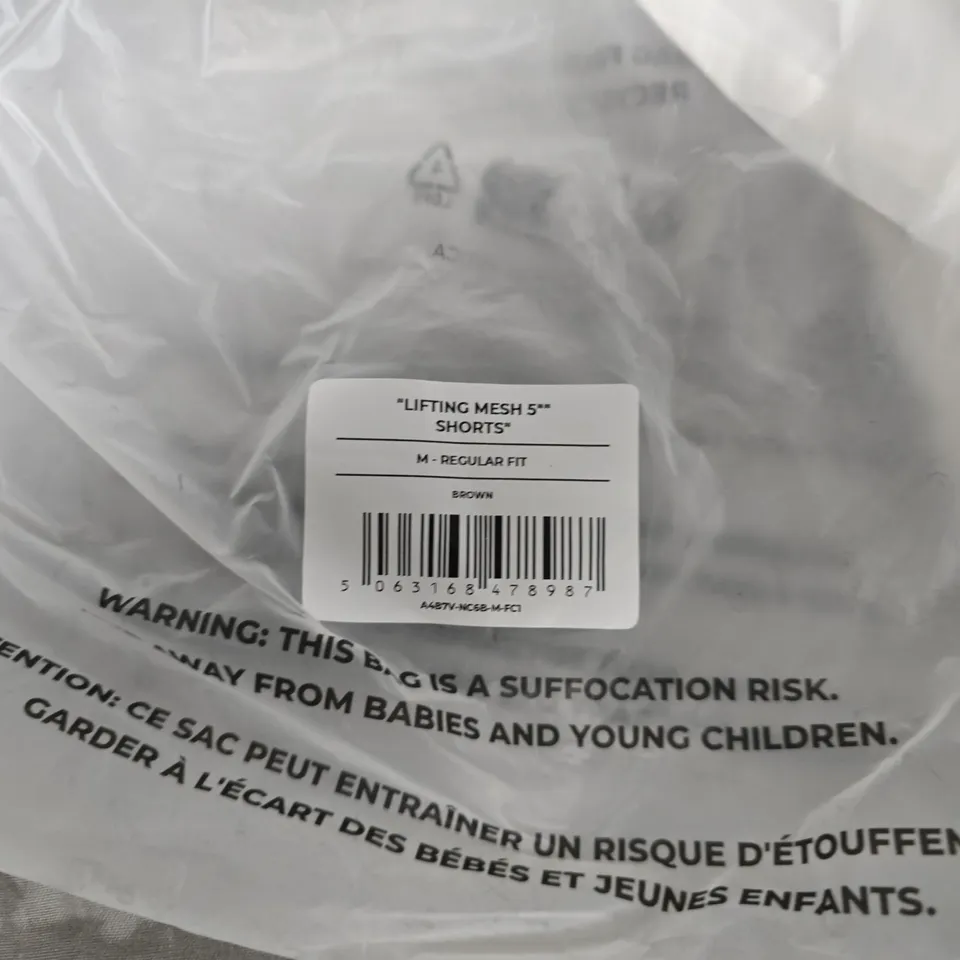 "LIFTING MESH 5""
SHORTS"
M - REGULAR FIT
BROWN
5 063168 478987
A4B7V-NC6B-M-FC1
WARNING: THIS BAG IS A SUFFOCATION RISK.
AWAY FROM BABIES AND YOUNG CHILDREN.
ENTION: CE SAC PEUT ENTRAÎNER UN RISQUE D'ÉTOUFFEN
GARDER À L'ÉCART DES BÉBÉS ET JEUNES ENFANTS.